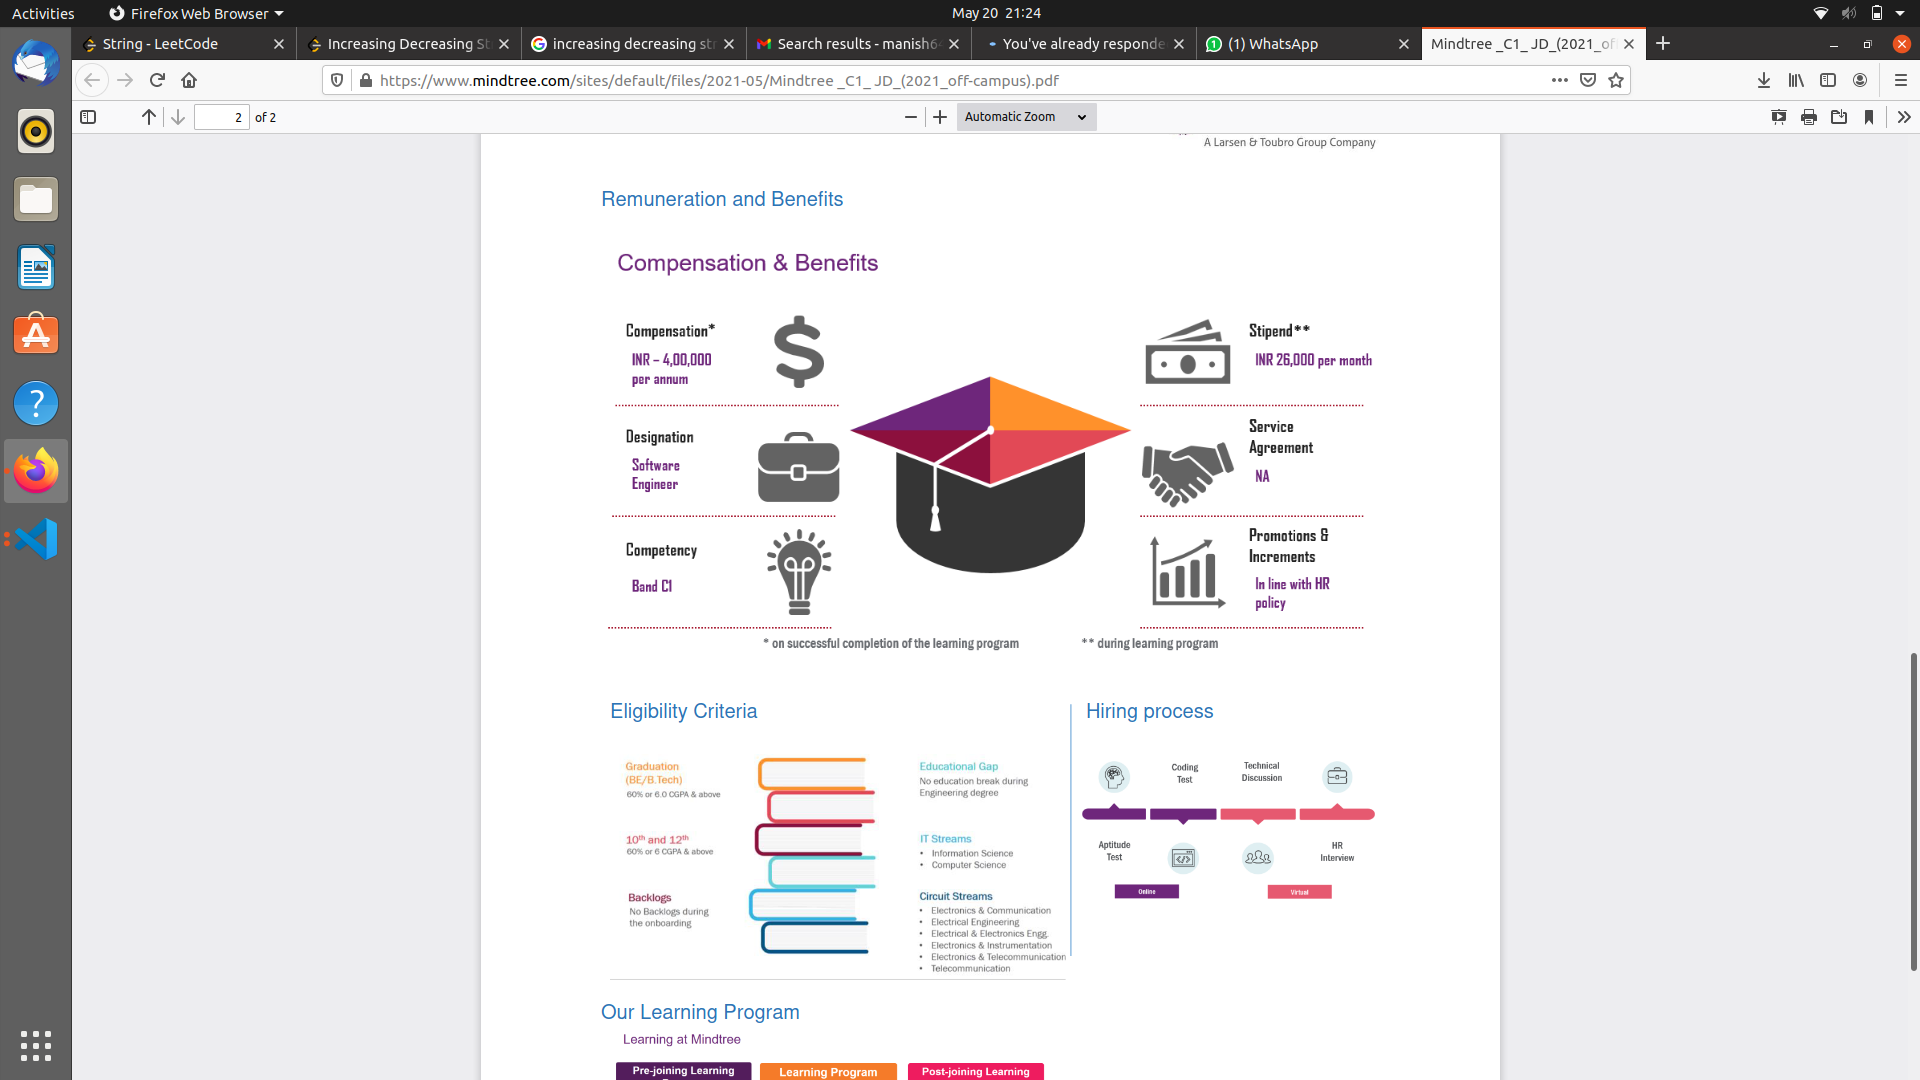 Activities
Firefox Web Browser
May 20 21:24
String - LeetCode
Increasing Decreasing St
increasing decreasing str
Search results - manish64
You've already responde
(1) WhatsApp
Mindtree _C1_ JD_(2021_of
https://www.mindtree.com/sites/default/files/2021-05/Mindtree _C1_ JD_(2021_off-campus).pdf
2 of 2
Automatic Zoom
A Larsen & Toubro Group Company
Remuneration and Benefits
Compensation & Benefits
Compensation*
INR – 4,00,000
per annum
Stipend**
INR 26,000 per month
Designation
Software
Engineer
Service
Agreement
NA
Competency
Band C1
Promotions &
Increments
In line with HR
policy
* on successful completion of the learning program
** during learning program
Eligibility Criteria
Graduation
(BE/B.Tech)
60% or 6.0 CGPA & above
10th and 12th
60% or 6 CGPA & above
Backlogs
No Backlogs during
the onboarding
Educational Gap
No education break during
Engineering degree
IT Streams
• Information Science
• Computer Science
Circuit Streams
• Electronics & Communication
• Electrical Engineering
• Electrical & Electronics Engg.
• Electronics & Instrumentation
• Electronics & Telecommunication
• Telecommunication
Hiring process
Coding
Test
Technical
Discussion
Aptitude
Test
HR
Interview
Online
Virtual
Our Learning Program
Learning at Mindtree
Pre-joining Learning
Learning Program
Post-joining Learning